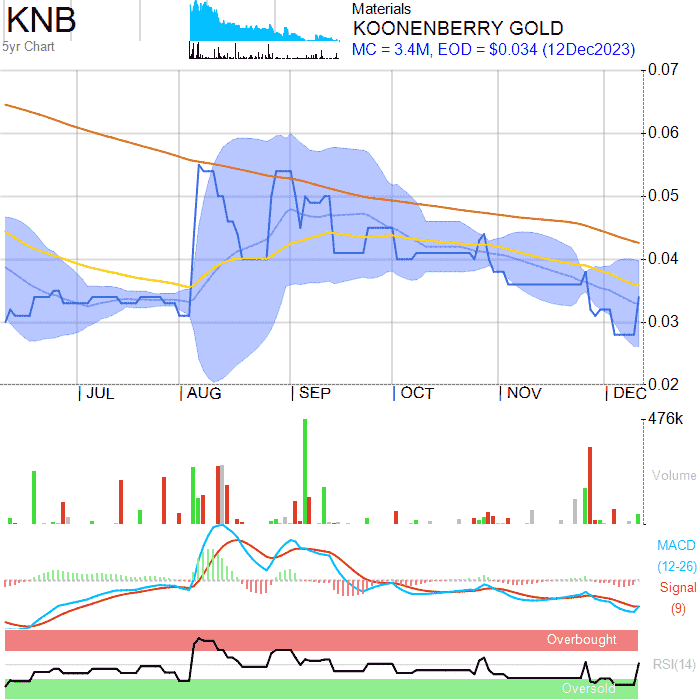 KNB
5yr Chart
Materials
KOONENBERRY GOLD
MC = 3.4M, EOD = $0.034 (12Dec2023)
0.07
0.06
0.05
0.04
0.03
0.02
JUL AUG SEP OCT NOV DEC
476k
Volume
MACD
(12-26)
Signal
(9)
Overbought
RSI(14)
Oversold